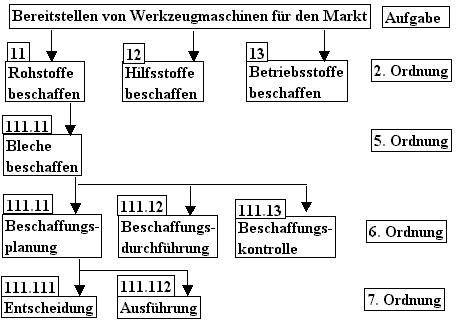 Bereitstellen von Werkzeugmaschinen für den Markt
Aufgabe
11
12
13
Rohstoffe
beschaffen
Hilfsstoffe
beschaffen
Betriebsstoffe
beschaffen
2. Ordnung
111.11
Bleche
beschaffen
5. Ordnung
111.11
111.12
111.13
Beschaffungs-
planung
Beschaffungs-
durchführung
Beschaffungs-
kontrolle
6. Ordnung
111.111
111.112
Entscheidung
Ausführung
7. Ordnung